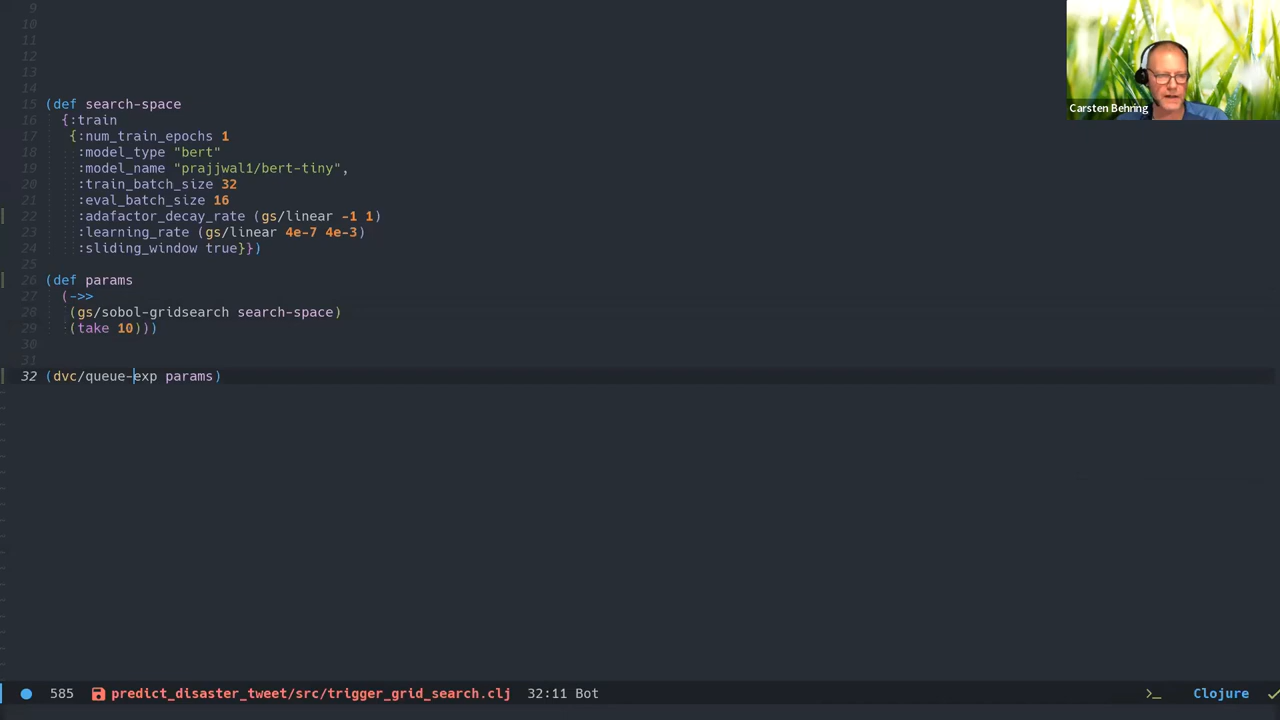 9
10
11
12
13
14
15 (def search-space
16 {:train
17 {:num_train_epochs 1
18 :model_type "bert"
19 :model_name "prajjwal1/bert-tiny",
20 :train_batch_size 32
21 :eval_batch_size 16
22 :adafactor_decay_rate (gs/linear -1 1)
23 :learning_rate (gs/linear 4e-7 4e-3)
24 :sliding_window true}})
25
26 (def params
27 (->>
28 (gs/sobol-gridsearch search-space)
29 (take 10)))
30
31
32 (dvc/queue-exp params)
Carsten Behring
585 predict_disaster_tweet/src/trigger_grid_search.clj 32:11 Bot >_ Clojure